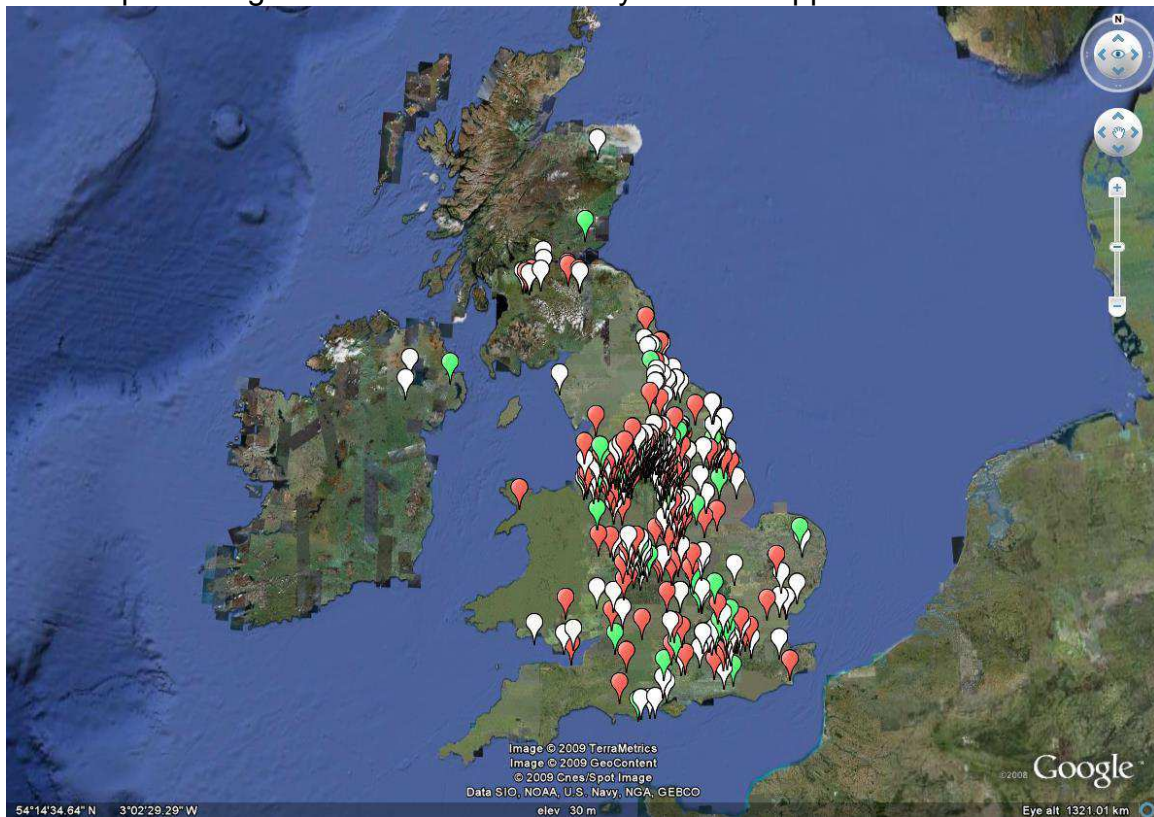 N
Image © 2009 TerraMetrics
Image © 2009 GeoContent
© 2009 Cnes/Spot Image
Data SIO, NOAA, U.S. Navy, NGA, GEBCO
©2008 Google
54°14'34.64" N 3°02'29.29" W elev 30 m Eye alt 1321.01 km